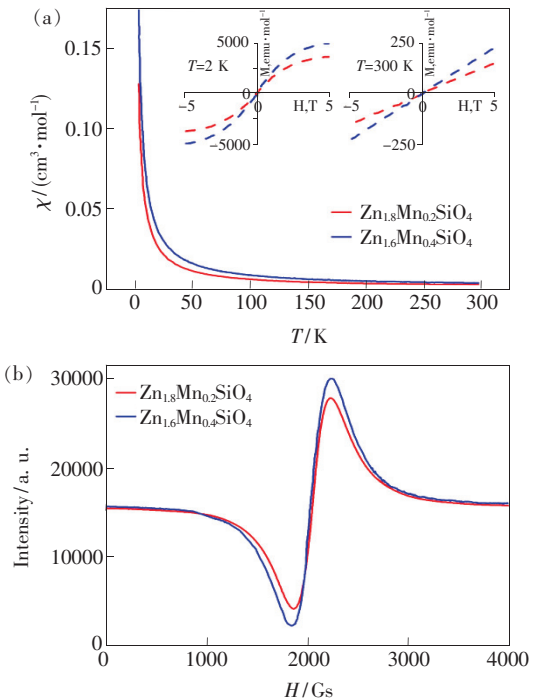 (a)
0.15
0.10
0.05
0
χ/(cm³·mol⁻¹)
5000
M,emu·mol⁻¹
T=2 K
-5
H,T
5
-5000
250
M,emu·mol⁻¹
T=300 K
-5
H,T
5
-250
Zn₁.₈Mn₀.₂SiO₄
Zn₁.₆Mn₀.₄SiO₄
0 50 100 150 200 250 300
T/K
(b)
30000
20000
10000
0
Intensity/a. u.
Zn₁.₈Mn₀.₂SiO₄
Zn₁.₆Mn₀.₄SiO₄
0 1000 2000 3000 4000
H/Gs